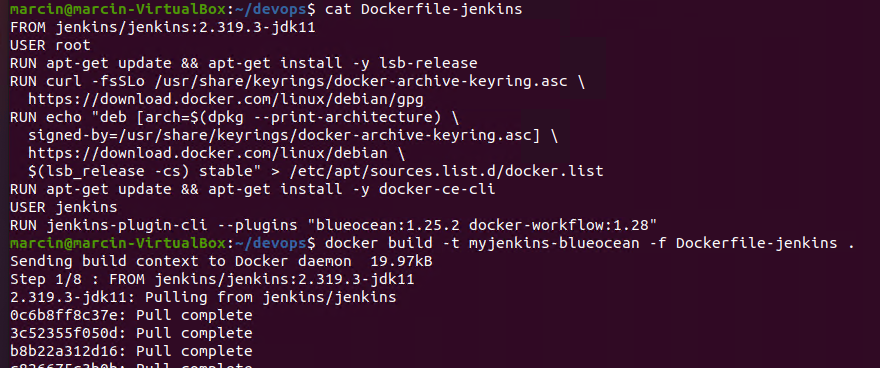 marcin@marcin-VirtualBox:~/devops$ cat Dockerfile-jenkins
FROM jenkins/jenkins:2.319.3-jdk11
USER root
RUN apt-get update && apt-get install -y lsb-release
RUN curl -fsSLo /usr/share/keyrings/docker-archive-keyring.asc \
  https://download.docker.com/linux/debian/gpg
RUN echo "deb [arch=$(dpkg --print-architecture) \
  signed-by=/usr/share/keyrings/docker-archive-keyring.asc] \
  https://download.docker.com/linux/debian \
  $(lsb_release -cs) stable" > /etc/apt/sources.list.d/docker.list
RUN apt-get update && apt-get install -y docker-ce-cli
USER jenkins
RUN jenkins-plugin-cli --plugins "blueocean:1.25.2 docker-workflow:1.28"
marcin@marcin-VirtualBox:~/devops$ docker build -t myjenkins-blueocean -f Dockerfile-jenkins .
Sending build context to Docker daemon  19.97kB
Step 1/8 : FROM jenkins/jenkins:2.319.3-jdk11
2.319.3-jdk11: Pulling from jenkins/jenkins
0c6b8ff8c37e: Pull complete
3c52355f050d: Pull complete
b8b22a312d16: Pull complete
Pull complete